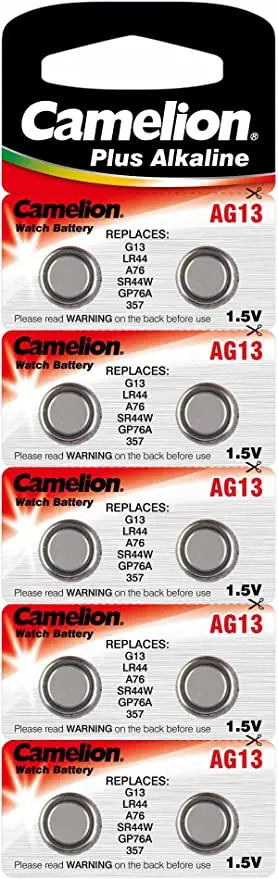 Camelion
Plus Alkaline
Camelion.
Watch Battery
AG13
REPLACES:
G13
LR44
A76
SR44W
GP76A
357
Please read WARNING on the back before use
1.5V
Camelion.
Watch Battery
AG13
REPLACES:
G13
LR44
A76
SR44W
GP76A
357
Please read WARNING on the back before use
1.5V
Camelion.
Watch Battery
AG13
REPLACES:
G13
LR44
A76
SR44W
GP76A
357
Please read WARNING on the back before use
1.5V
Camelion.
Watch Battery
AG13
REPLACES:
G13
LR44
A76
SR44W
GP76A
357
Please read WARNING on the back before use
1.5V
Camelion.
Watch Battery
AG13
REPLACES:
G13
LR44
A76
SR44W
GP76A
357
Please read WARNING on the back before use
1.5V